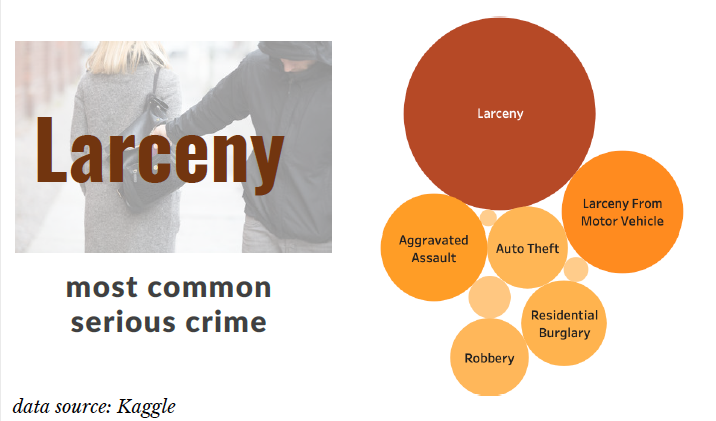 Larceny
most common
serious crime
data source: Kaggle
Larceny
Larceny From
Motor Vehicle
Aggravated
Assault
Auto Theft
Residential
Burglary
Robbery